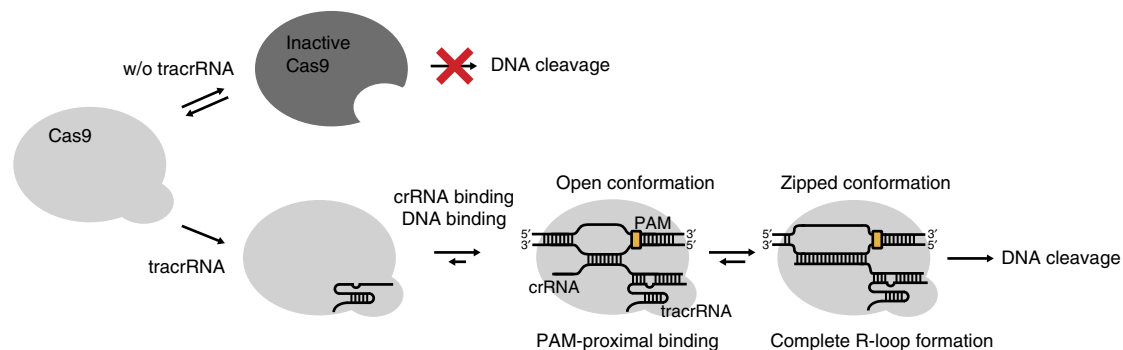 Inactive
Cas9
w/o tracrRNA
DNA cleavage
Cas9
tracrRNA
crRNA binding
DNA binding
Open conformation
PAM
5′
3′
3′
5′
crRNA
tracrRNA
PAM-proximal binding
Zipped conformation
5′
3′
3′
5′
Complete R-loop formation
DNA cleavage